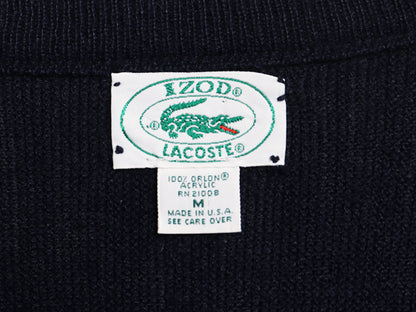 IZOD®
®
LACOSTE®
100% ORLON®
ACRYLIC
RN 21008
M
MADE IN U.S.A.
SEE CARE OVER